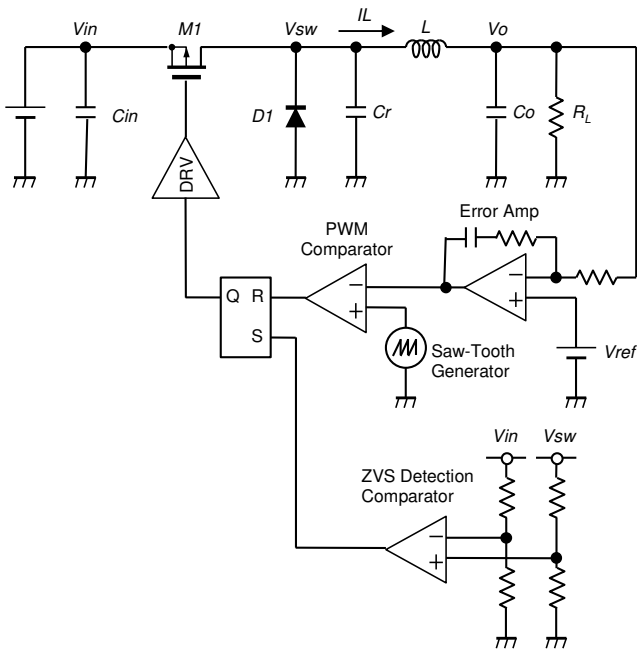 Vin
M1
Vsw
IL
L
Vo
Cin
D1
Cr
Co
RL
DRV
Error Amp
PWM
Comparator
Q
R
S
−
+
−
+
Saw-Tooth
Generator
Vref
Vin
Vsw
ZVS Detection
Comparator
−
+